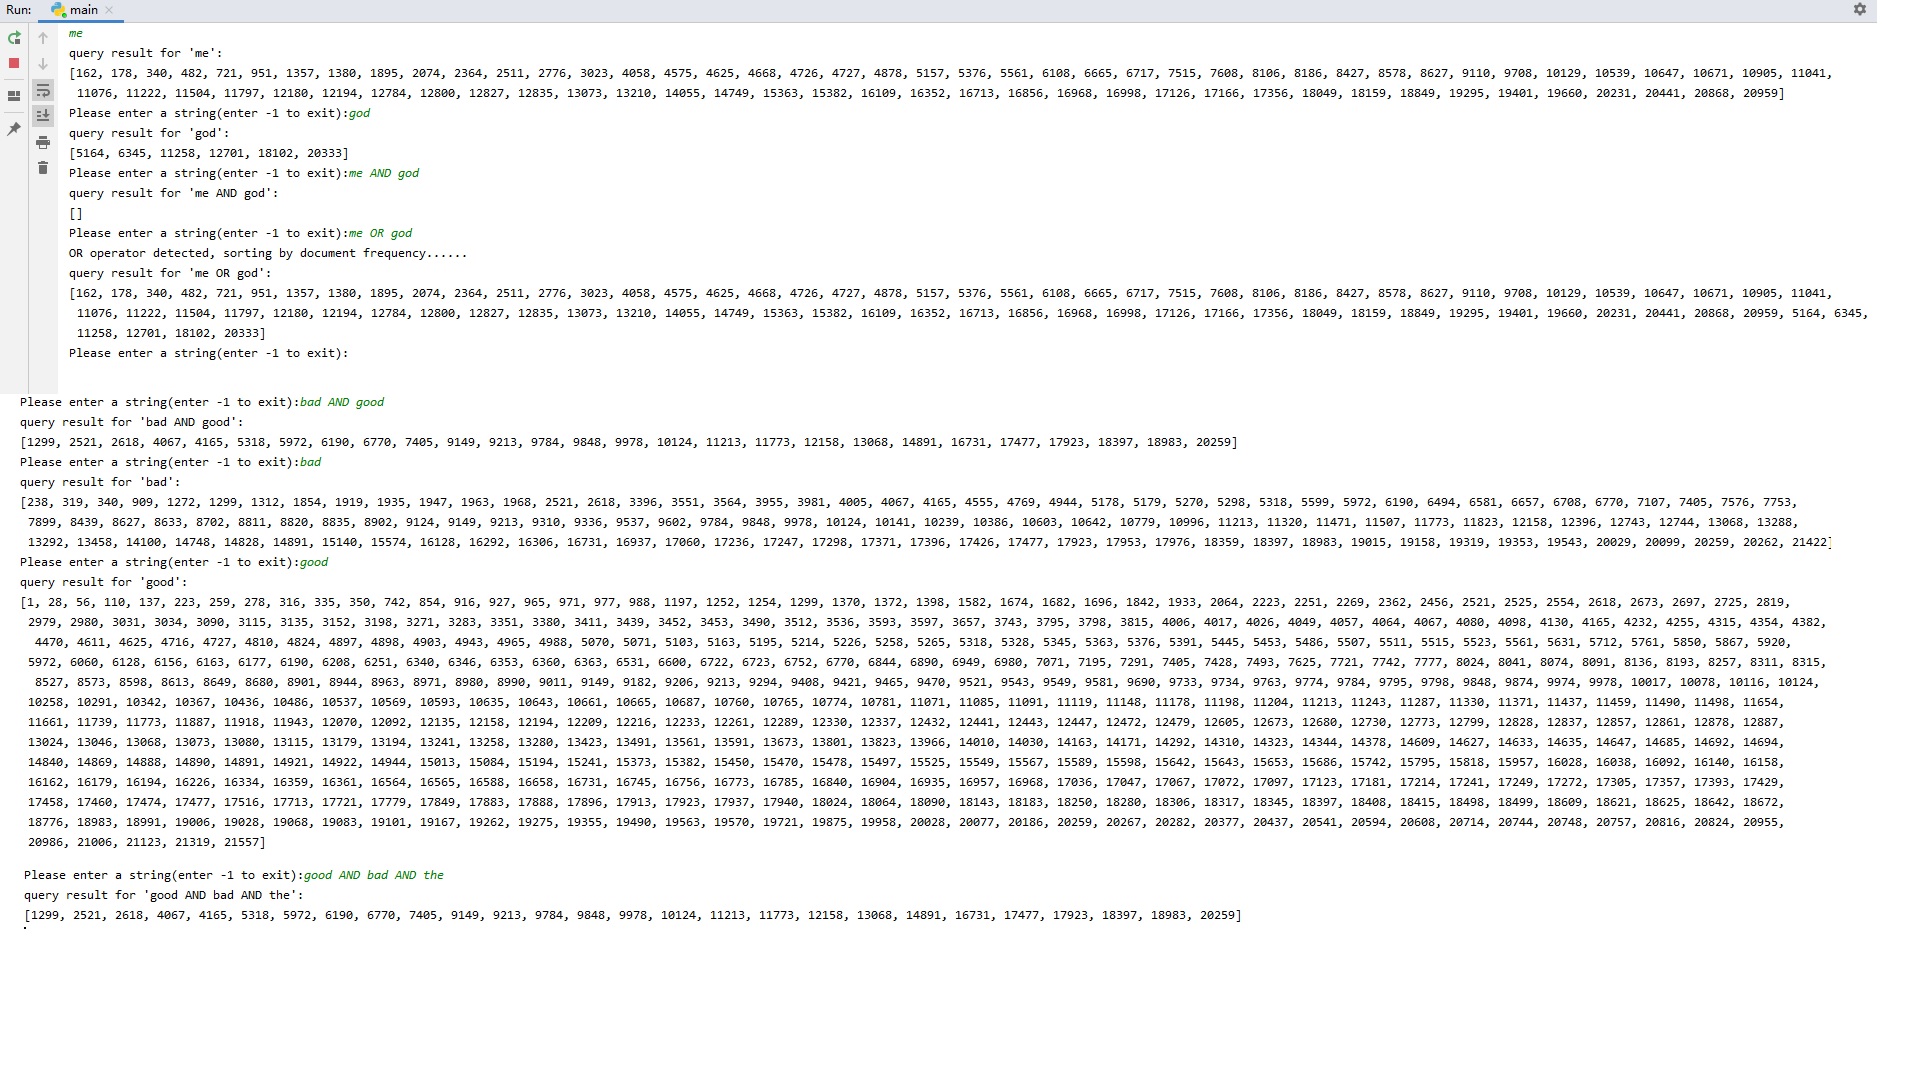 Run: main
me
query result for 'me':
[162, 178, 340, 482, 721, 951, 1357, 1380, 1895, 2074, 2364, 2511, 2776, 3023, 4058, 4575, 4625, 4668, 4726, 4727, 4878, 5157, 5376, 5561, 6108, 6665, 6717, 7515, 7608, 8106, 8186, 8427, 8578, 8627, 9110, 9708, 10129, 10539, 10647, 10671, 10905, 11041,
11076, 11222, 11504, 11797, 12180, 12194, 12784, 12800, 12827, 12835, 13073, 13210, 14055, 14749, 15363, 15382, 16109, 16352, 16713, 16856, 16968, 16998, 17126, 17166, 17356, 18049, 18159, 18849, 19295, 19401, 19660, 20231, 20441, 20868, 20959]
Please enter a string(enter -1 to exit):god
query result for 'god':
[5164, 6345, 11258, 12701, 18102, 20333]
Please enter a string(enter -1 to exit):me AND god
query result for 'me AND god':
[]
Please enter a string(enter -1 to exit):me OR god
OR operator detected, sorting by document frequency......
query result for 'me OR god':
[162, 178, 340, 482, 721, 951, 1357, 1380, 1895, 2074, 2364, 2511, 2776, 3023, 4058, 4575, 4625, 4668, 4726, 4727, 4878, 5157, 5376, 5561, 6108, 6665, 6717, 7515, 7608, 8106, 8186, 8427, 8578, 8627, 9110, 9708, 10129, 10539, 10647, 10671, 10905, 11041,
11076, 11222, 11504, 11797, 12180, 12194, 12784, 12800, 12827, 12835, 13073, 13210, 14055, 14749, 15363, 15382, 16109, 16352, 16713, 16856, 16968, 16998, 17126, 17166, 17356, 18049, 18159, 18849, 19295, 19401, 19660, 20231, 20441, 20868, 20959, 5164, 6345,
11258, 12701, 18102, 20333]
Please enter a string(enter -1 to exit):
Please enter a string(enter -1 to exit):bad AND good
query result for 'bad AND good':
[1299, 2521, 2618, 4067, 4165, 5318, 5972, 6190, 6770, 7405, 9149, 9213, 9784, 9848, 9978, 10124, 11213, 11773, 12158, 13068, 14891, 16731, 17477, 17923, 18397, 18983, 20259]
Please enter a string(enter -1 to exit):bad
query result for 'bad':
[238, 319, 340, 909, 1272, 1299, 1312, 1854, 1919, 1935, 1947, 1963, 1968, 2521, 2618, 3396, 3551, 3564, 3955, 3981, 4005, 4067, 4165, 4555, 4769, 4944, 5178, 5179, 5270, 5298, 5318, 5599, 5972, 6190, 6494, 6581, 6657, 6708, 6770, 7107, 7405, 7576, 7753,
7899, 8439, 8627, 8633, 8702, 8811, 8820, 8835, 8902, 9124, 9149, 9213, 9310, 9336, 9537, 9602, 9784, 9848, 9978, 10124, 10141, 10239, 10386, 10603, 10642, 10779, 10996, 11213, 11320, 11471, 11507, 11773, 11823, 12158, 12396, 12743, 12744, 13068, 13288,
13292, 13458, 14100, 14748, 14828, 14891, 15140, 15574, 16128, 16292, 16306, 16731, 16937, 17060, 17236, 17247, 17298, 17371, 17396, 17426, 17477, 17923, 17953, 17976, 18359, 18397, 18983, 19015, 19158, 19319, 19353, 19543, 20029, 20099, 20259, 20262, 21422]
Please enter a string(enter -1 to exit):good
query result for 'good':
[1, 28, 56, 110, 137, 223, 259, 278, 316, 335, 350, 742, 854, 916, 927, 965, 971, 977, 988, 1197, 1252, 1254, 1299, 1370, 1372, 1398, 1582, 1674, 1682, 1696, 1842, 1933, 2064, 2223, 2251, 2269, 2362, 2456, 2521, 2525, 2554, 2618, 2673, 2697, 2725, 2819,
2979, 2980, 3031, 3034, 3090, 3115, 3135, 3152, 3198, 3271, 3283, 3351, 3380, 3411, 3439, 3452, 3453, 3490, 3512, 3536, 3593, 3597, 3657, 3743, 3795, 3798, 3815, 4006, 4017, 4026, 4049, 4057, 4064, 4067, 4080, 4098, 4130, 4165, 4232, 4255, 4315, 4354, 4382,
4470, 4611, 4625, 4716, 4727, 4810, 4824, 4897, 4898, 4903, 4943, 4965, 4988, 5070, 5071, 5103, 5163, 5195, 5214, 5226, 5258, 5265, 5318, 5328, 5345, 5363, 5376, 5391, 5445, 5453, 5486, 5507, 5511, 5515, 5523, 5561, 5631, 5712, 5761, 5850, 5867, 5920,
5972, 6060, 6128, 6156, 6163, 6177, 6190, 6208, 6251, 6340, 6346, 6353, 6360, 6363, 6531, 6600, 6722, 6723, 6752, 6770, 6844, 6890, 6949, 6980, 7071, 7195, 7291, 7405, 7428, 7493, 7625, 7721, 7742, 7777, 8024, 8041, 8074, 8091, 8136, 8193, 8257, 8311, 8315,
8527, 8573, 8598, 8613, 8649, 8680, 8901, 8944, 8963, 8971, 8980, 8990, 9011, 9149, 9182, 9206, 9213, 9294, 9408, 9421, 9465, 9470, 9521, 9543, 9549, 9581, 9690, 9733, 9734, 9763, 9774, 9784, 9795, 9798, 9848, 9874, 9974, 9978, 10017, 10078, 10116, 10124,
10258, 10291, 10342, 10367, 10436, 10486, 10537, 10569, 10593, 10635, 10643, 10661, 10665, 10687, 10760, 10765, 10774, 10781, 11071, 11085, 11091, 11119, 11148, 11178, 11198, 11204, 11213, 11243, 11287, 11330, 11371, 11437, 11459, 11490, 11498, 11654,
11661, 11739, 11773, 11887, 11918, 11943, 12070, 12092, 12135, 12158, 12194, 12209, 12216, 12233, 12261, 12289, 12330, 12337, 12432, 12441, 12443, 12447, 12472, 12479, 12605, 12673, 12680, 12730, 12773, 12799, 12828, 12837, 12857, 12861, 12878, 12887,
13024, 13046, 13068, 13073, 13080, 13115, 13179, 13194, 13241, 13258, 13280, 13423, 13491, 13561, 13591, 13673, 13801, 13823, 13966, 14010, 14030, 14163, 14171, 14292, 14310, 14323, 14344, 14378, 14609, 14627, 14633, 14635, 14647, 14685, 14692, 14694,
14840, 14869, 14888, 14890, 14891, 14921, 14922, 14944, 15013, 15084, 15194, 15241, 15373, 15382, 15450, 15470, 15478, 15497, 15525, 15549, 15567, 15589, 15598, 15642, 15643, 15653, 15686, 15742, 15795, 15818, 15957, 16028, 16038, 16092, 16140, 16158,
16162, 16179, 16194, 16226, 16334, 16359, 16361, 16564, 16565, 16588, 16658, 16731, 16745, 16756, 16773, 16785, 16840, 16904, 16935, 16957, 16968, 17036, 17047, 17067, 17072, 17097, 17123, 17181, 17214, 17241, 17249, 17272, 17305, 17357, 17393, 17429,
17458, 17460, 17474, 17477, 17516, 17713, 17721, 17779, 17849, 17883, 17888, 17896, 17913, 17923, 17937, 17940, 18024, 18064, 18090, 18143, 18183, 18250, 18280, 18306, 18317, 18345, 18397, 18408, 18415, 18498, 18499, 18609, 18621, 18625, 18642, 18672,
18776, 18983, 18991, 19006, 19028, 19068, 19083, 19101, 19167, 19262, 19275, 19355, 19490, 19563, 19570, 19721, 19875, 19958, 20028, 20077, 20186, 20259, 20267, 20282, 20377, 20437, 20541, 20594, 20608, 20714, 20744, 20748, 20757, 20816, 20824, 20955,
20986, 21006, 21123, 21319, 21557]
Please enter a string(enter -1 to exit):good AND bad AND the
query result for 'good AND bad AND the':
[1299, 2521, 2618, 4067, 4165, 5318, 5972, 6190, 6770, 7405, 9149, 9213, 9784, 9848, 9978, 10124, 11213, 11773, 12158, 13068, 14891, 16731, 17477, 17923, 18397, 18983, 20259]